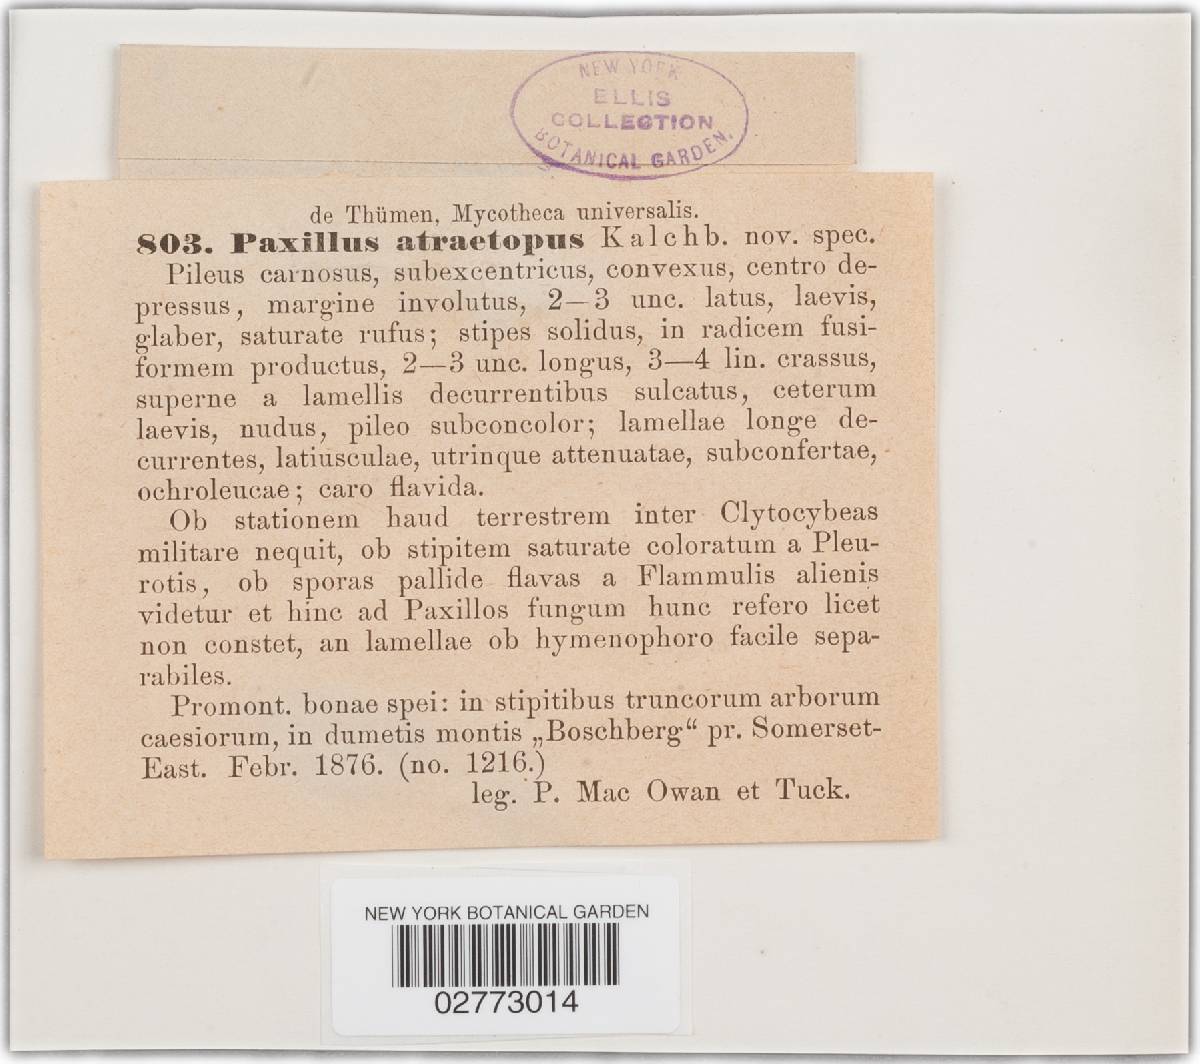 NEW YORK
ELLIS
COLLECTION
BOTANICAL GARDEN.
de Thümen, Mycotheca universalis.
803. Paxillus atraetopus Kalchb. nov. spec.
Pileus carnosus, subexcentricus, convexus, centro de-
pressus, margine involutus, 2—3 unc. latus, laevis,
glaber, saturate rufus; stipes solidus, in radicem fusi-
formem productus, 2—3 unc. longus, 3—4 lin. crassus,
superne a lamellis decurrentibus sulcatus, ceterum
laevis, nudus, pileo subconcolor; lamellae longe de-
currentes, latiusculae, utrinque attenuatae, subconfertae,
ochroleucae; caro flavida.
Ob stationem haud terrestrem inter Clytocybeas
militare nequit, ob stipitem saturate coloratum a Pleu-
rotis, ob sporas pallide flavas a Flammulis alienis
videtur et hinc ad Paxillos fungum hunc refero licet
non constet, an lamellae ob hymenophoro facile sepa-
rabiles.
Promont. bonae spei: in stipitibus truncorum arborum
caesiorum, in dumetis montis „Boschberg“ pr. Somerset-
East. Febr. 1876. (no. 1216.)
leg. P. Mac Owan et Tuck.
NEW YORK BOTANICAL GARDEN
02773014